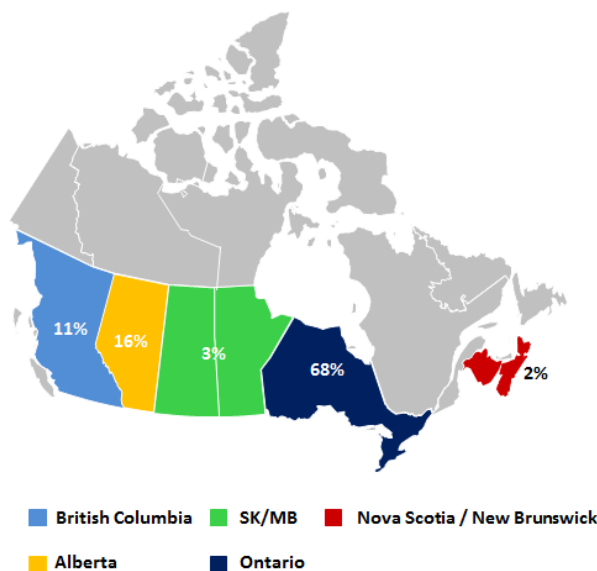 11%
16%
3%
68%
2%
British Columbia
SK/MB
Nova Scotia / New Brunswick
Alberta
Ontario